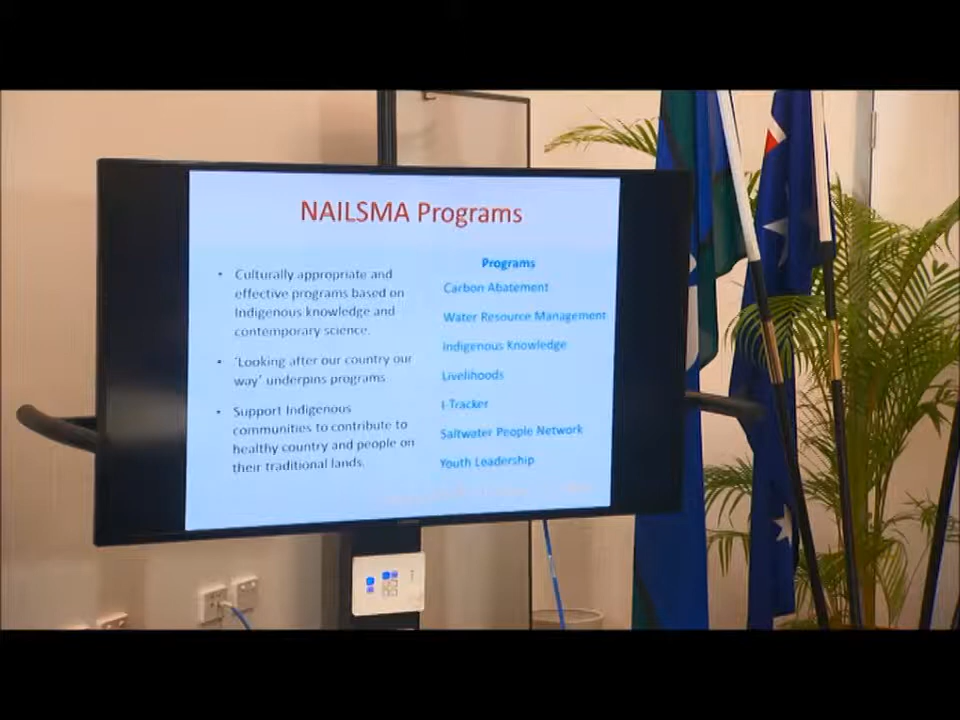 NAILSMA Programs
• Culturally appropriate and
effective programs based on
Indigenous knowledge and
contemporary science.
• 'Looking after our country our
way' underpins programs
• Support Indigenous
communities to contribute to
healthy country and people on
their traditional lands.
Programs
Carbon Abatement
Water Resource Management
Indigenous Knowledge
Livelihoods
I-Tracker
Saltwater People Network
Youth Leadership